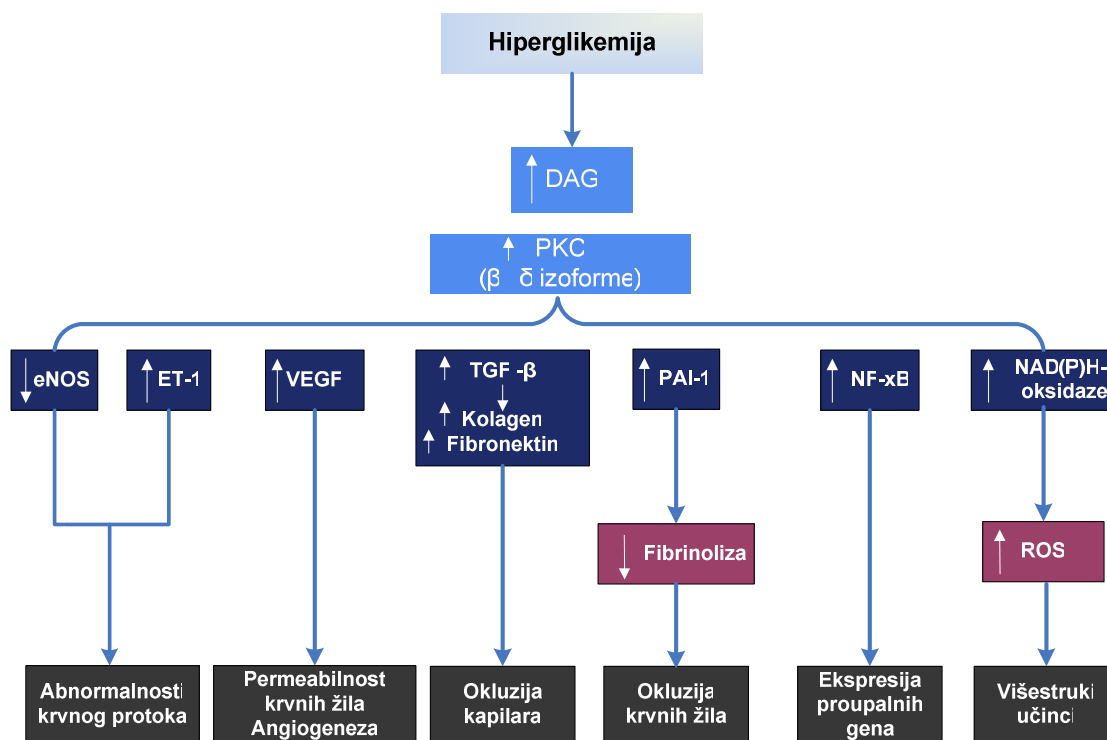 Hiperglikemija
DAG
PKC
(β δ izoforme)
eNOS
ET-1
VEGF
TGF -β
Kolagen
Fibronektin
PAI-1
NF-xB
NAD(P)H-
oksidaze
Fibrinoliza
ROS
Abnormalnosti
krvnog protoka
Permeabilnost
krvnih žila
Angiogeneza
Okluzija
kapilara
Okluzija
krvnih žila
Ekspresija
proupalnih
gena
Višestruki
učinci